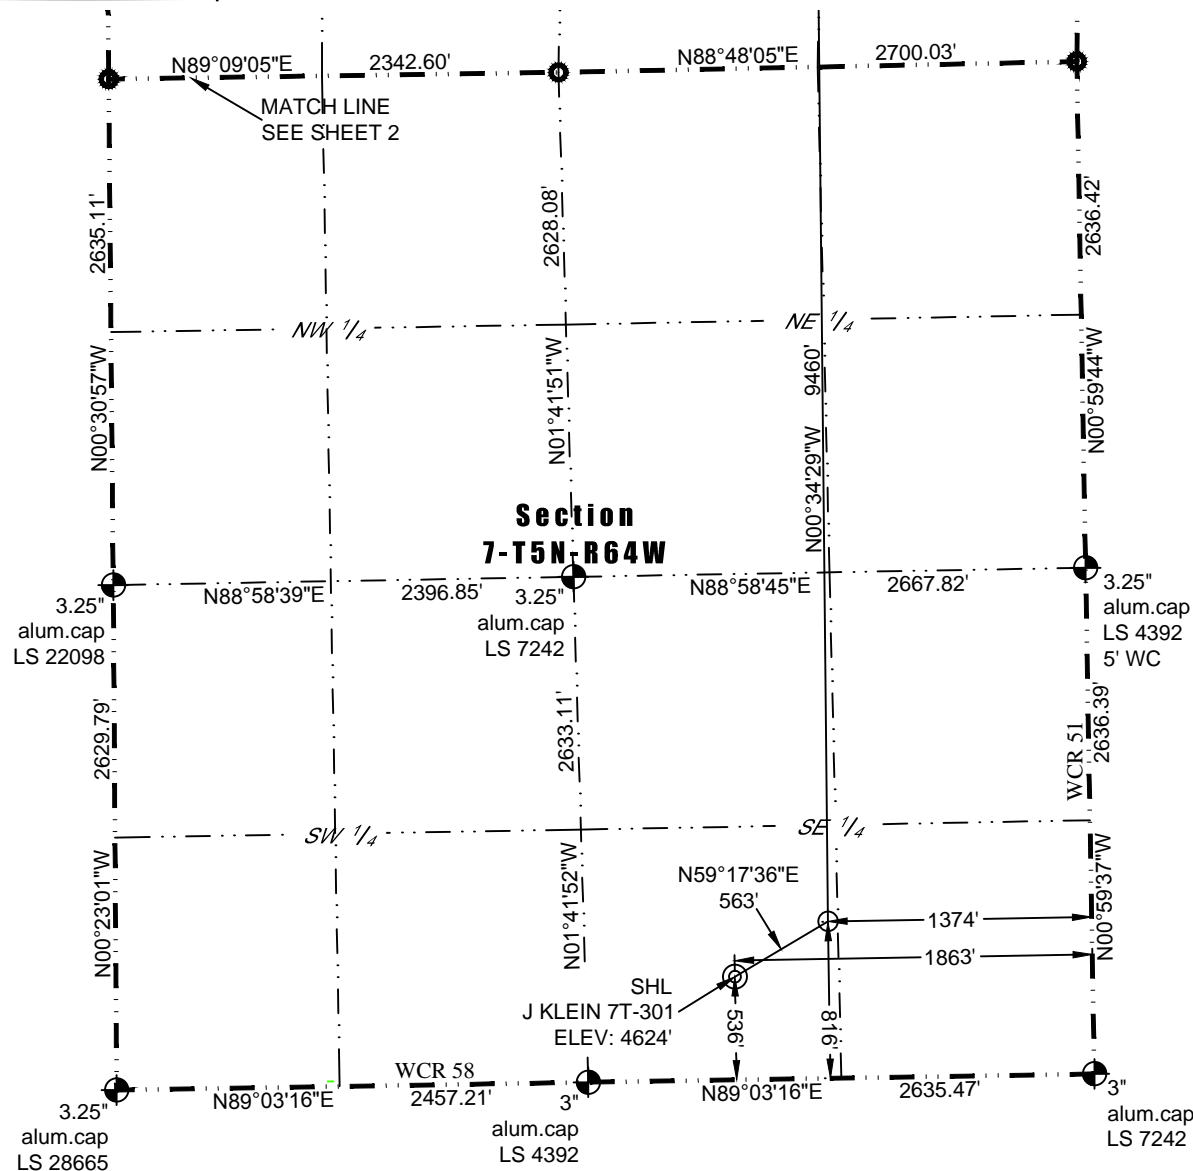 N89°09'05"E
2342.60'
N88°48'05"E
2700.03'
MATCH LINE
SEE SHEET 2
2635.11'
2628.08'
2636.42'
NW 1/4
NE 1/4
N00°30'57"W
N01°41'51"W
9460'
N00°34'29"W
N00°59'44"W
Section
7-T5N-R64W
N88°58'39"E
2396.85'
N88°58'45"E
2667.82'
3.25"
alum.cap
LS 22098
3.25"
alum.cap
LS 7242
3.25"
alum.cap
LS 4392
5' WC
2629.79'
2633.11'
WCR 51
2636.39'
SW 1/4
SE 1/4
N00°23'01"W
N01°41'52"W
N59°17'36"E
563'
1374'
N00°59'37"W
1863'
SHL
J KLEIN 7T-301
ELEV: 4624'
536'
816'
WCR 58
N89°03'16"E
2457.21'
N89°03'16"E
2635.47'
3.25"
alum.cap
LS 28665
3"
alum.cap
LS 4392
3"
alum.cap
LS 7242